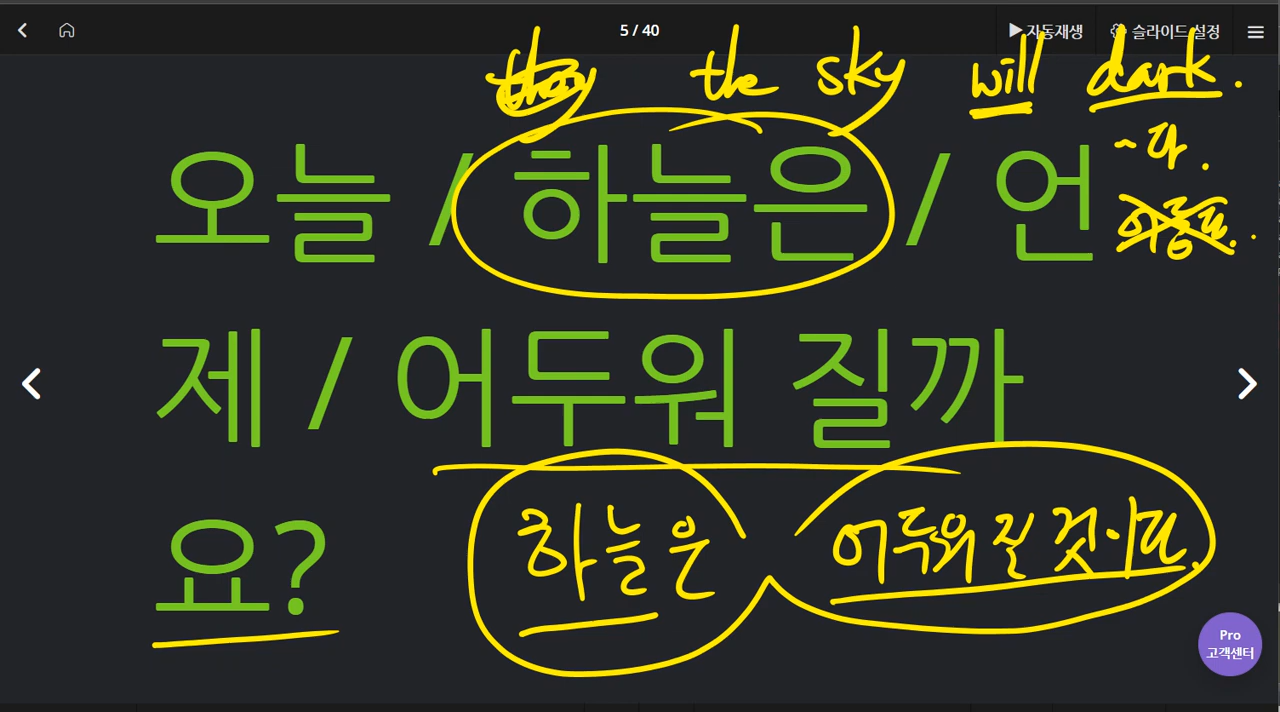 5 / 40
▶자동재생
슬라이드 설정
the sky will dark.
~다.
오늘 / 하늘은 / 언
제 / 어두워 질까
요?
하늘은 어두워 질 것이다.
Pro
고객센터